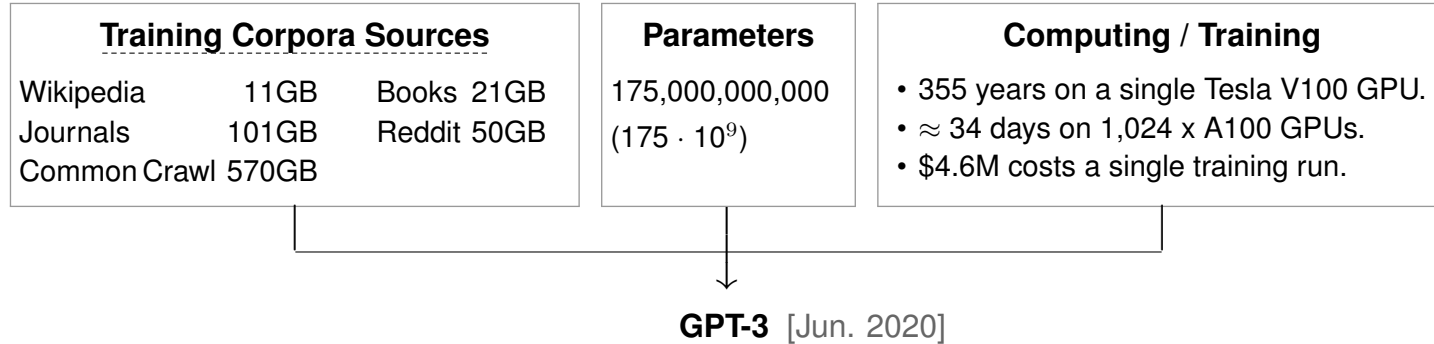 Training Corpora Sources
Wikipedia 11GB Books 21GB
Journals 101GB Reddit 50GB
Common Crawl 570GB
Parameters
175,000,000,000
(175 · 10⁹)
Computing / Training
• 355 years on a single Tesla V100 GPU.
• ≈ 34 days on 1,024 x A100 GPUs.
• $4.6M costs a single training run.
GPT-3 [Jun. 2020]